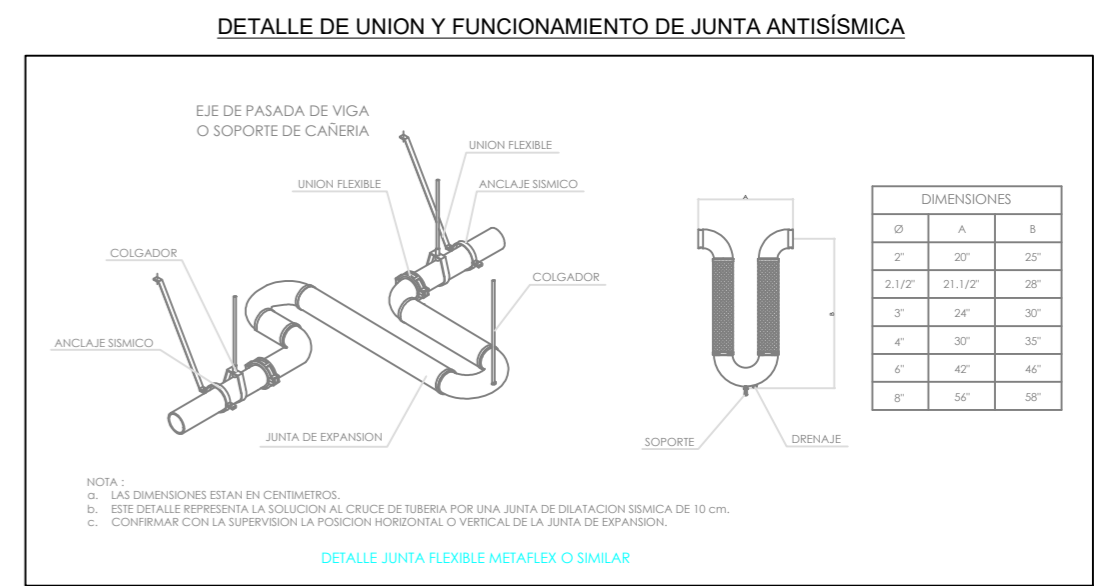 DETALLE DE UNION Y FUNCIONAMIENTO DE JUNTA ANTISÍSMICA
EJE DE PASADA DE VIGA
O SOPORTE DE CAÑERIA
UNION FLEXIBLE
UNION FLEXIBLE
ANCLAJE SISMICO
COLGADOR
COLGADOR
ANCLAJE SISMICO
JUNTA DE EXPANSION
A
B
SOPORTE
DRENAJE
DIMENSIONES
Ø A B
2" 20" 25"
2.1/2" 21.1/2" 28"
3" 24" 30"
4" 30" 35"
6" 42" 46"
8" 56" 58"
NOTA :
a. LAS DIMENSIONES ESTAN EN CENTIMETROS.
b. ESTE DETALLE REPRESENTA LA SOLUCION AL CRUCE DE TUBERIA POR UNA JUNTA DE DILATACION SISMICA DE 10 cm.
c. CONFIRMAR CON LA SUPERVISION LA POSICION HORIZONTAL O VERTICAL DE LA JUNTA DE EXPANSION.
DETALLE JUNTA FLEXIBLE METAFLEX O SIMILAR